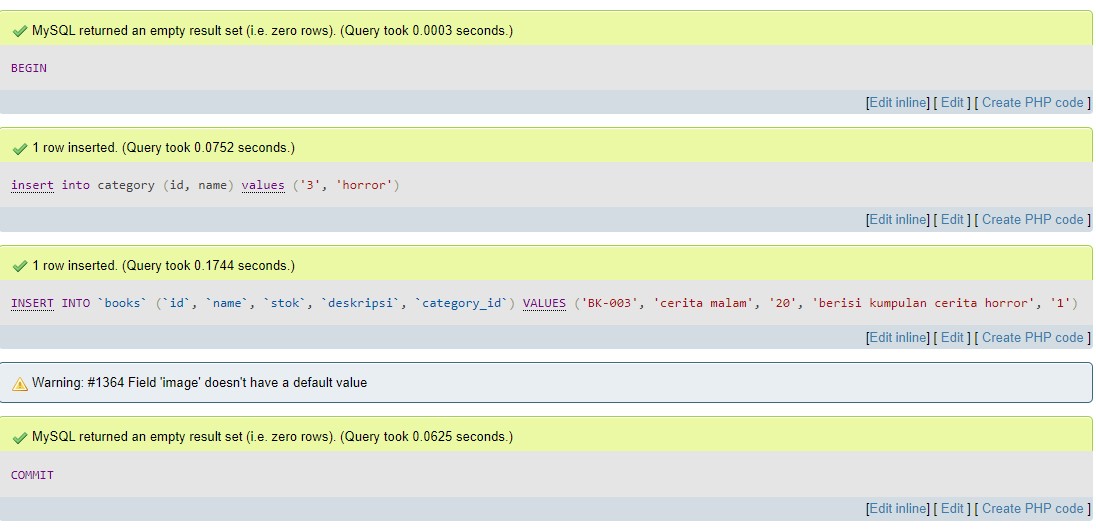 MySQL returned an empty result set (i.e. zero rows). (Query took 0.0003 seconds.)
BEGIN
[Edit inline] [ Edit ] [ Create PHP code ]
1 row inserted. (Query took 0.0752 seconds.)
insert into category (id, name) values ('3', 'horror')
[Edit inline] [ Edit ] [ Create PHP code ]
1 row inserted. (Query took 0.1744 seconds.)
INSERT INTO `books` (`id`, `name`, `stok`, `deskripsi`, `category_id`) VALUES ('BK-003', 'cerita malam', '20', 'berisi kumpulan cerita horror', '1')
[Edit inline] [ Edit ] [ Create PHP code ]
Warning: #1364 Field 'image' doesn't have a default value
MySQL returned an empty result set (i.e. zero rows). (Query took 0.0625 seconds.)
COMMIT
[Edit inline] [ Edit ] [ Create PHP code ]